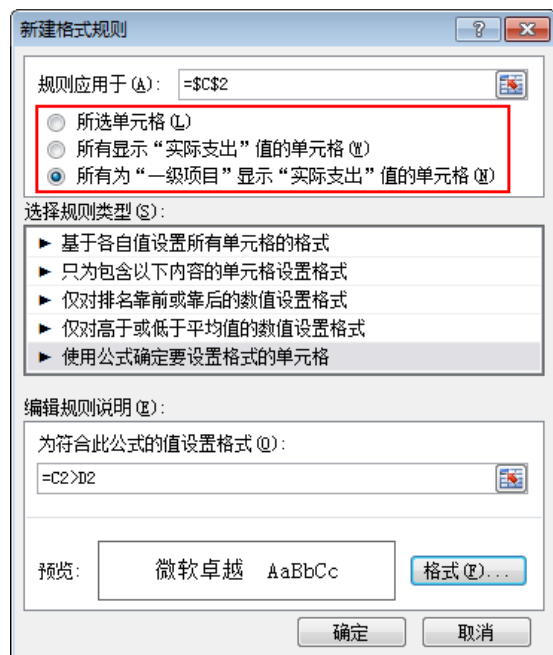 新建格式规则
规则应用于(A): =$C$2
所选单元格(L)
所有显示“实际支出”值的单元格(W)
所有为“一级项目”显示“实际支出”值的单元格(N)
选择规则类型(S):
► 基于各自值设置所有单元格的格式
► 只为包含以下内容的单元格设置格式
► 仅对排名靠前或靠后的数值设置格式
► 仅对高于或低于平均值的数值设置格式
► 使用公式确定要设置格式的单元格
编辑规则说明(E):
为符合此公式的值设置格式(O):
=C2>D2
预览: 微软卓越 AaBbCc 格式(F)...
确定 取消